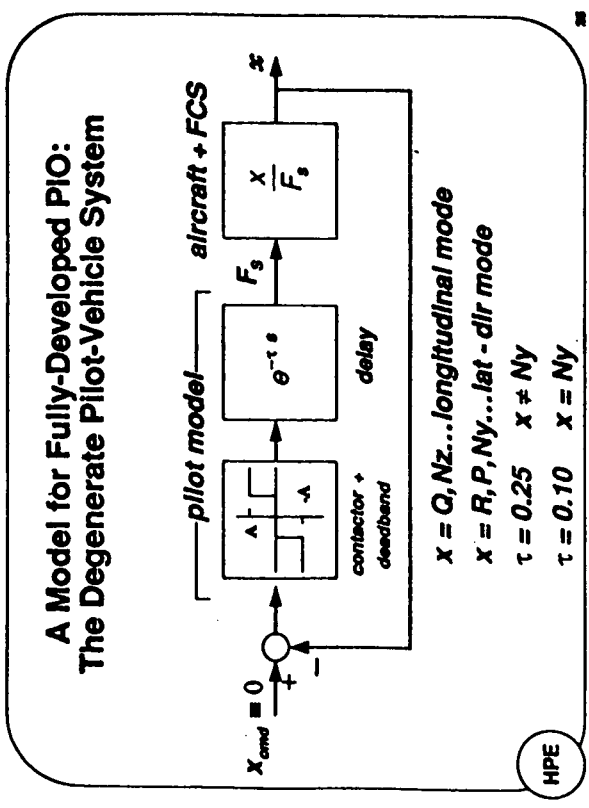 A Model for Fully-Developed PIO:
The Degenerate Pilot-Vehicle System
pilot model
aircraft + FCS
X_cmd ≡ 0
+
−
A
-A
contactor +
deadband
e^{-τ s}
delay
F_s
X
F_s
x
x = Q, Nz...longitudinal mode
x = R, P, Ny...lat - dir mode
τ = 0.25 x ≠ Ny
τ = 0.10 x = Ny
HPE